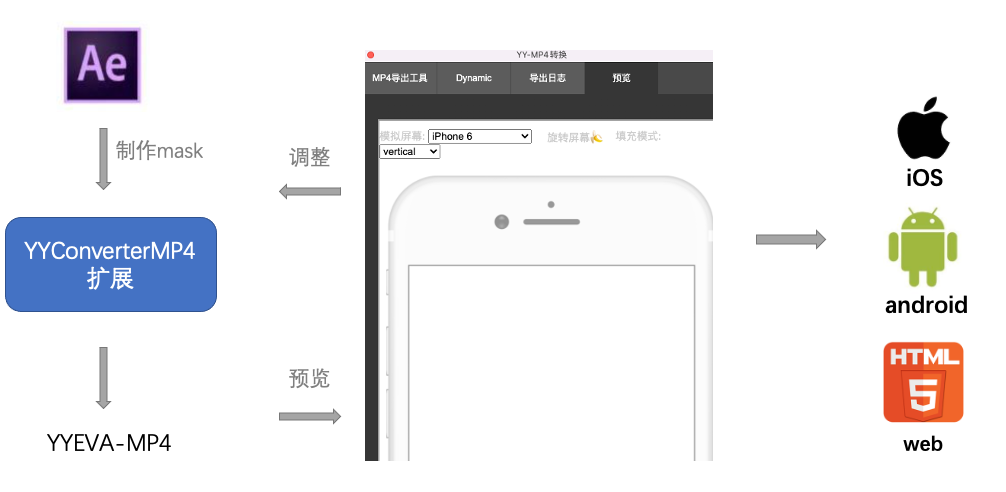 Ae
制作mask
YYConverterMP4
扩展
YYEVA-MP4
调整
预览
YY-MP4转换
MP4导出工具
Dynamic
导出日志
预览
模拟屏幕: iPhone 6 旋转屏幕 填充模式:
vertical
iOS
android
HTML
5
web